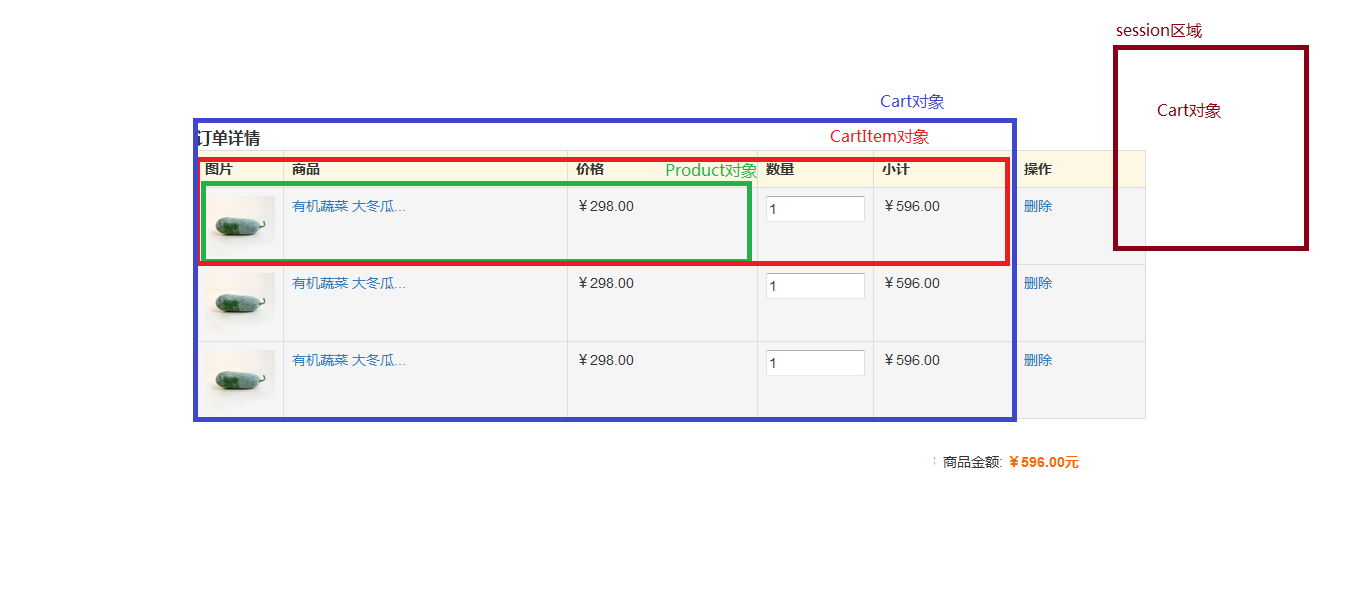 session区域
Cart对象
Cart对象
订单详情
CartItem对象
图片 商品 价格 Product对象 数量 小计 操作
有机蔬菜 大冬瓜... ￥298.00 1 ￥596.00 删除
有机蔬菜 大冬瓜... ￥298.00 1 ￥596.00 删除
有机蔬菜 大冬瓜... ￥298.00 1 ￥596.00 删除
商品金额: ￥596.00元